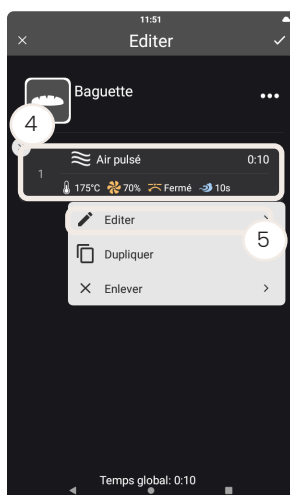 11:51
Editer
Baguette
4
1
Air pulsé 0:10
175°C 70% Fermé 10s
Editer
5
Dupliquer
Enlever
Temps global: 0:10